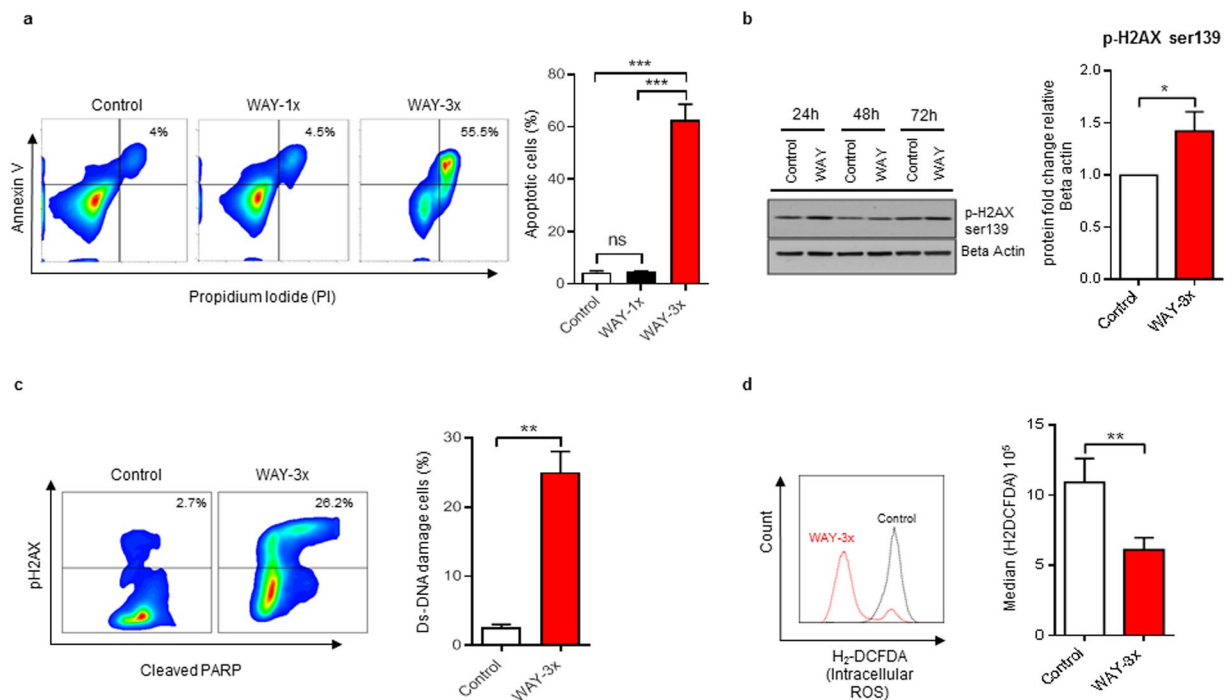 a
Control
WAY-1x
WAY-3x
4%
4.5%
55.5%
Annexin V
Propidium Iodide (PI)
Apoptotic cells (%)
80
60
40
20
0
***
***
ns
Control
WAY-1x
WAY-3x
b
24h
48h
72h
Control
WAY
Control
WAY
Control
WAY
p-H2AX
ser139
Beta Actin
p-H2AX ser139
protein fold change relative
Beta actin
2.0
1.5
1.0
0.5
0.0
*
Control
WAY-3x
c
Control
WAY-3x
2.7%
26.2%
pH2AX
Cleaved PARP
Ds-DNA damage cells (%)
30
20
10
0
**
Control
WAY-3x
d
Count
WAY-3x
Control
H₂-DCFDA
(Intracellular
ROS)
Median (H2DCFDA) 10⁵
15
10
5
0
**
Control
WAY-3x